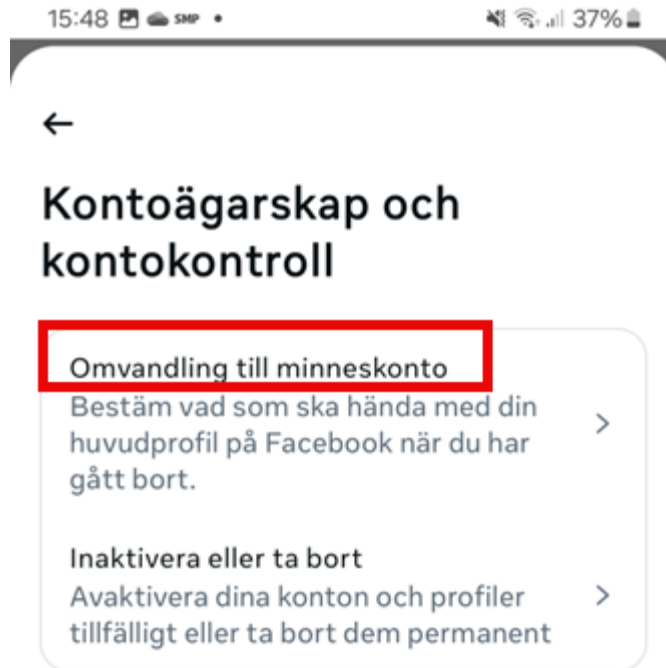 15:48 SMP • 37%
Kontoägarskap och
kontokontroll
Omvandling till minneskonto
Bestäm vad som ska hända med din
huvudprofil på Facebook när du har
gått bort.
Inaktivera eller ta bort
Avaktivera dina konton och profiler
tillfälligt eller ta bort dem permanent